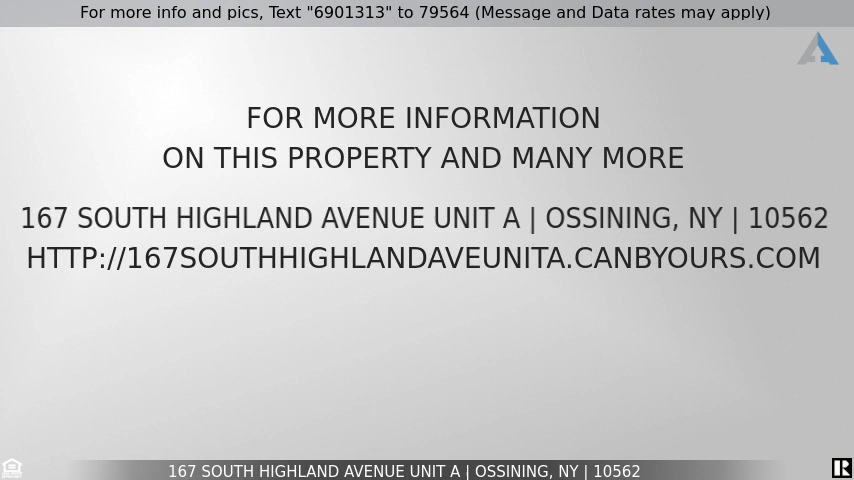 For more info and pics, Text "6901313" to 79564 (Message and Data rates may apply)
FOR MORE INFORMATION
ON THIS PROPERTY AND MANY MORE
167 SOUTH HIGHLAND AVENUE UNIT A | OSSINING, NY | 10562
HTTP://167SOUTHHIGHLANDAVEUNITA.CANBYOURS.COM
167 SOUTH HIGHLAND AVENUE UNIT A | OSSINING, NY | 10562